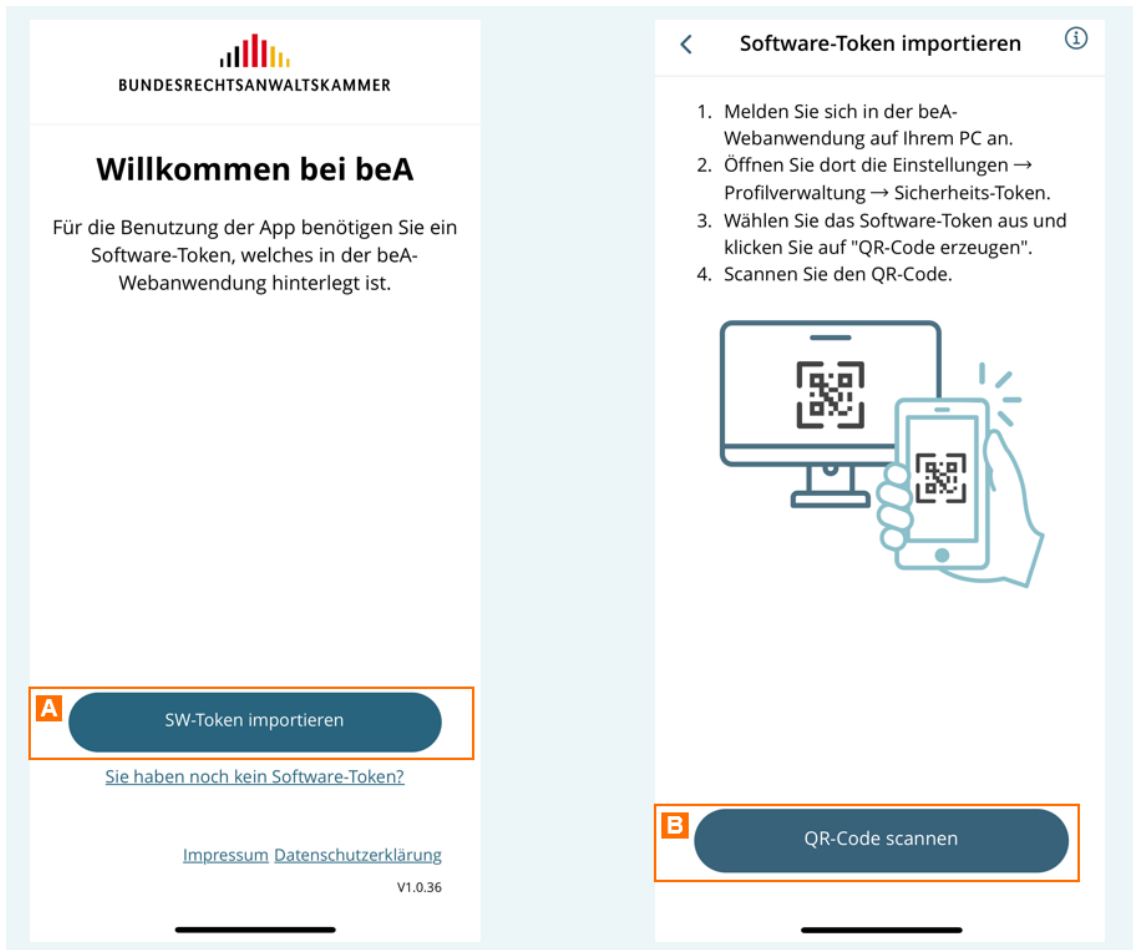 BUNDESRECHTSANWALTSKAMMER
Willkommen bei beA
Für die Benutzung der App benötigen Sie ein
Software-Token, welches in der beA-
Webanwendung hinterlegt ist.
A
SW-Token importieren
Sie haben noch kein Software-Token?
Impressum Datenschutzerklärung
V1.0.36
Software-Token importieren
i
1. Melden Sie sich in der beA-
Webanwendung auf Ihrem PC an.
2. Öffnen Sie dort die Einstellungen →
Profilverwaltung → Sicherheits-Token.
3. Wählen Sie das Software-Token aus und
klicken Sie auf "QR-Code erzeugen".
4. Scannen Sie den QR-Code.
B
QR-Code scannen